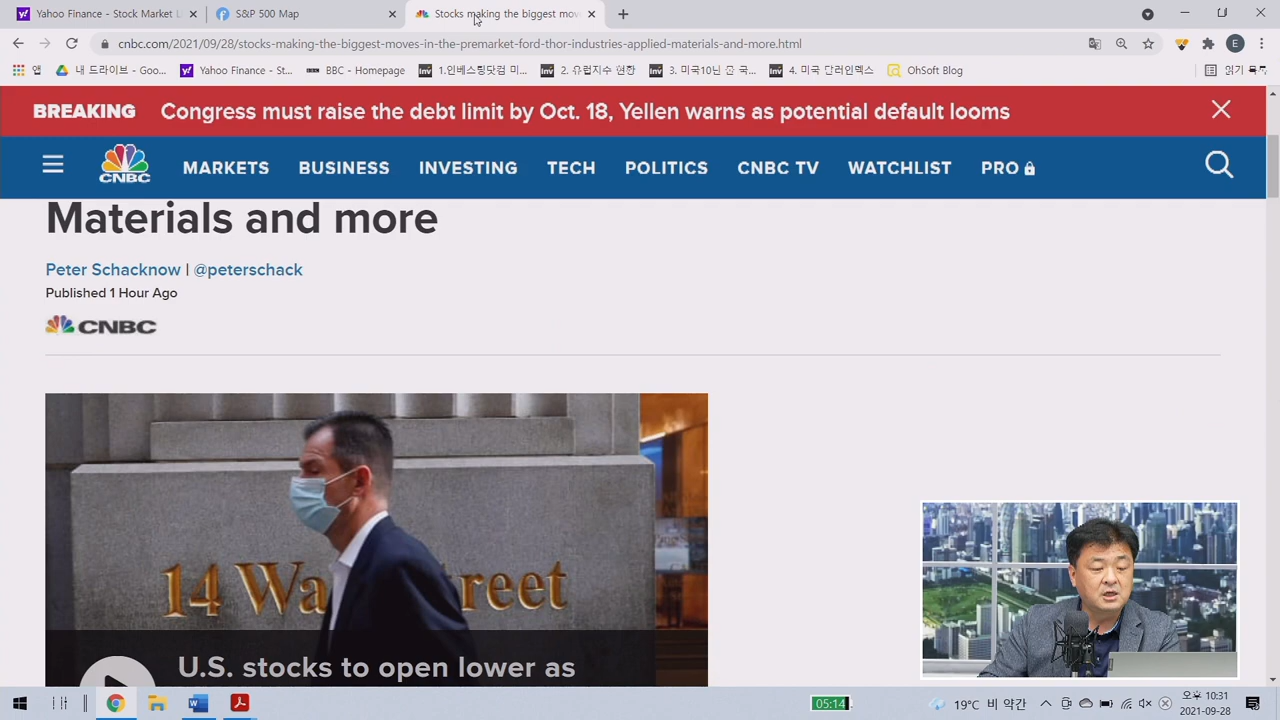 Yahoo Finance - Stock Market L
S&P 500 Map
Stocks making the biggest mov
cnbc.com/2021/09/28/stocks-making-the-biggest-moves-in-the-premarket-ford-thor-industries-applied-materials-and-more.html
E
앱
내 드라이브 - Goo...
Yahoo Finance - St...
BBC - Homepage
Inv 1.인베스팅닷컴 미...
Inv 2. 유럽지수 현황
Inv 3. 미국10년 준 국...
Inv 4. 미국 달러인덱스
OhSoft Blog
읽기 목록
BREAKING Congress must raise the debt limit by Oct. 18, Yellen warns as potential default looms
CNBC MARKETS BUSINESS INVESTING TECH POLITICS CNBC TV WATCHLIST PRO
Materials and more
Peter Schacknow | @peterschack
Published 1 Hour Ago
CNBC
14 Wa street
U.S. stocks to open lower as
05:14
19°C 비 약간
오후 10:31
2021-09-28